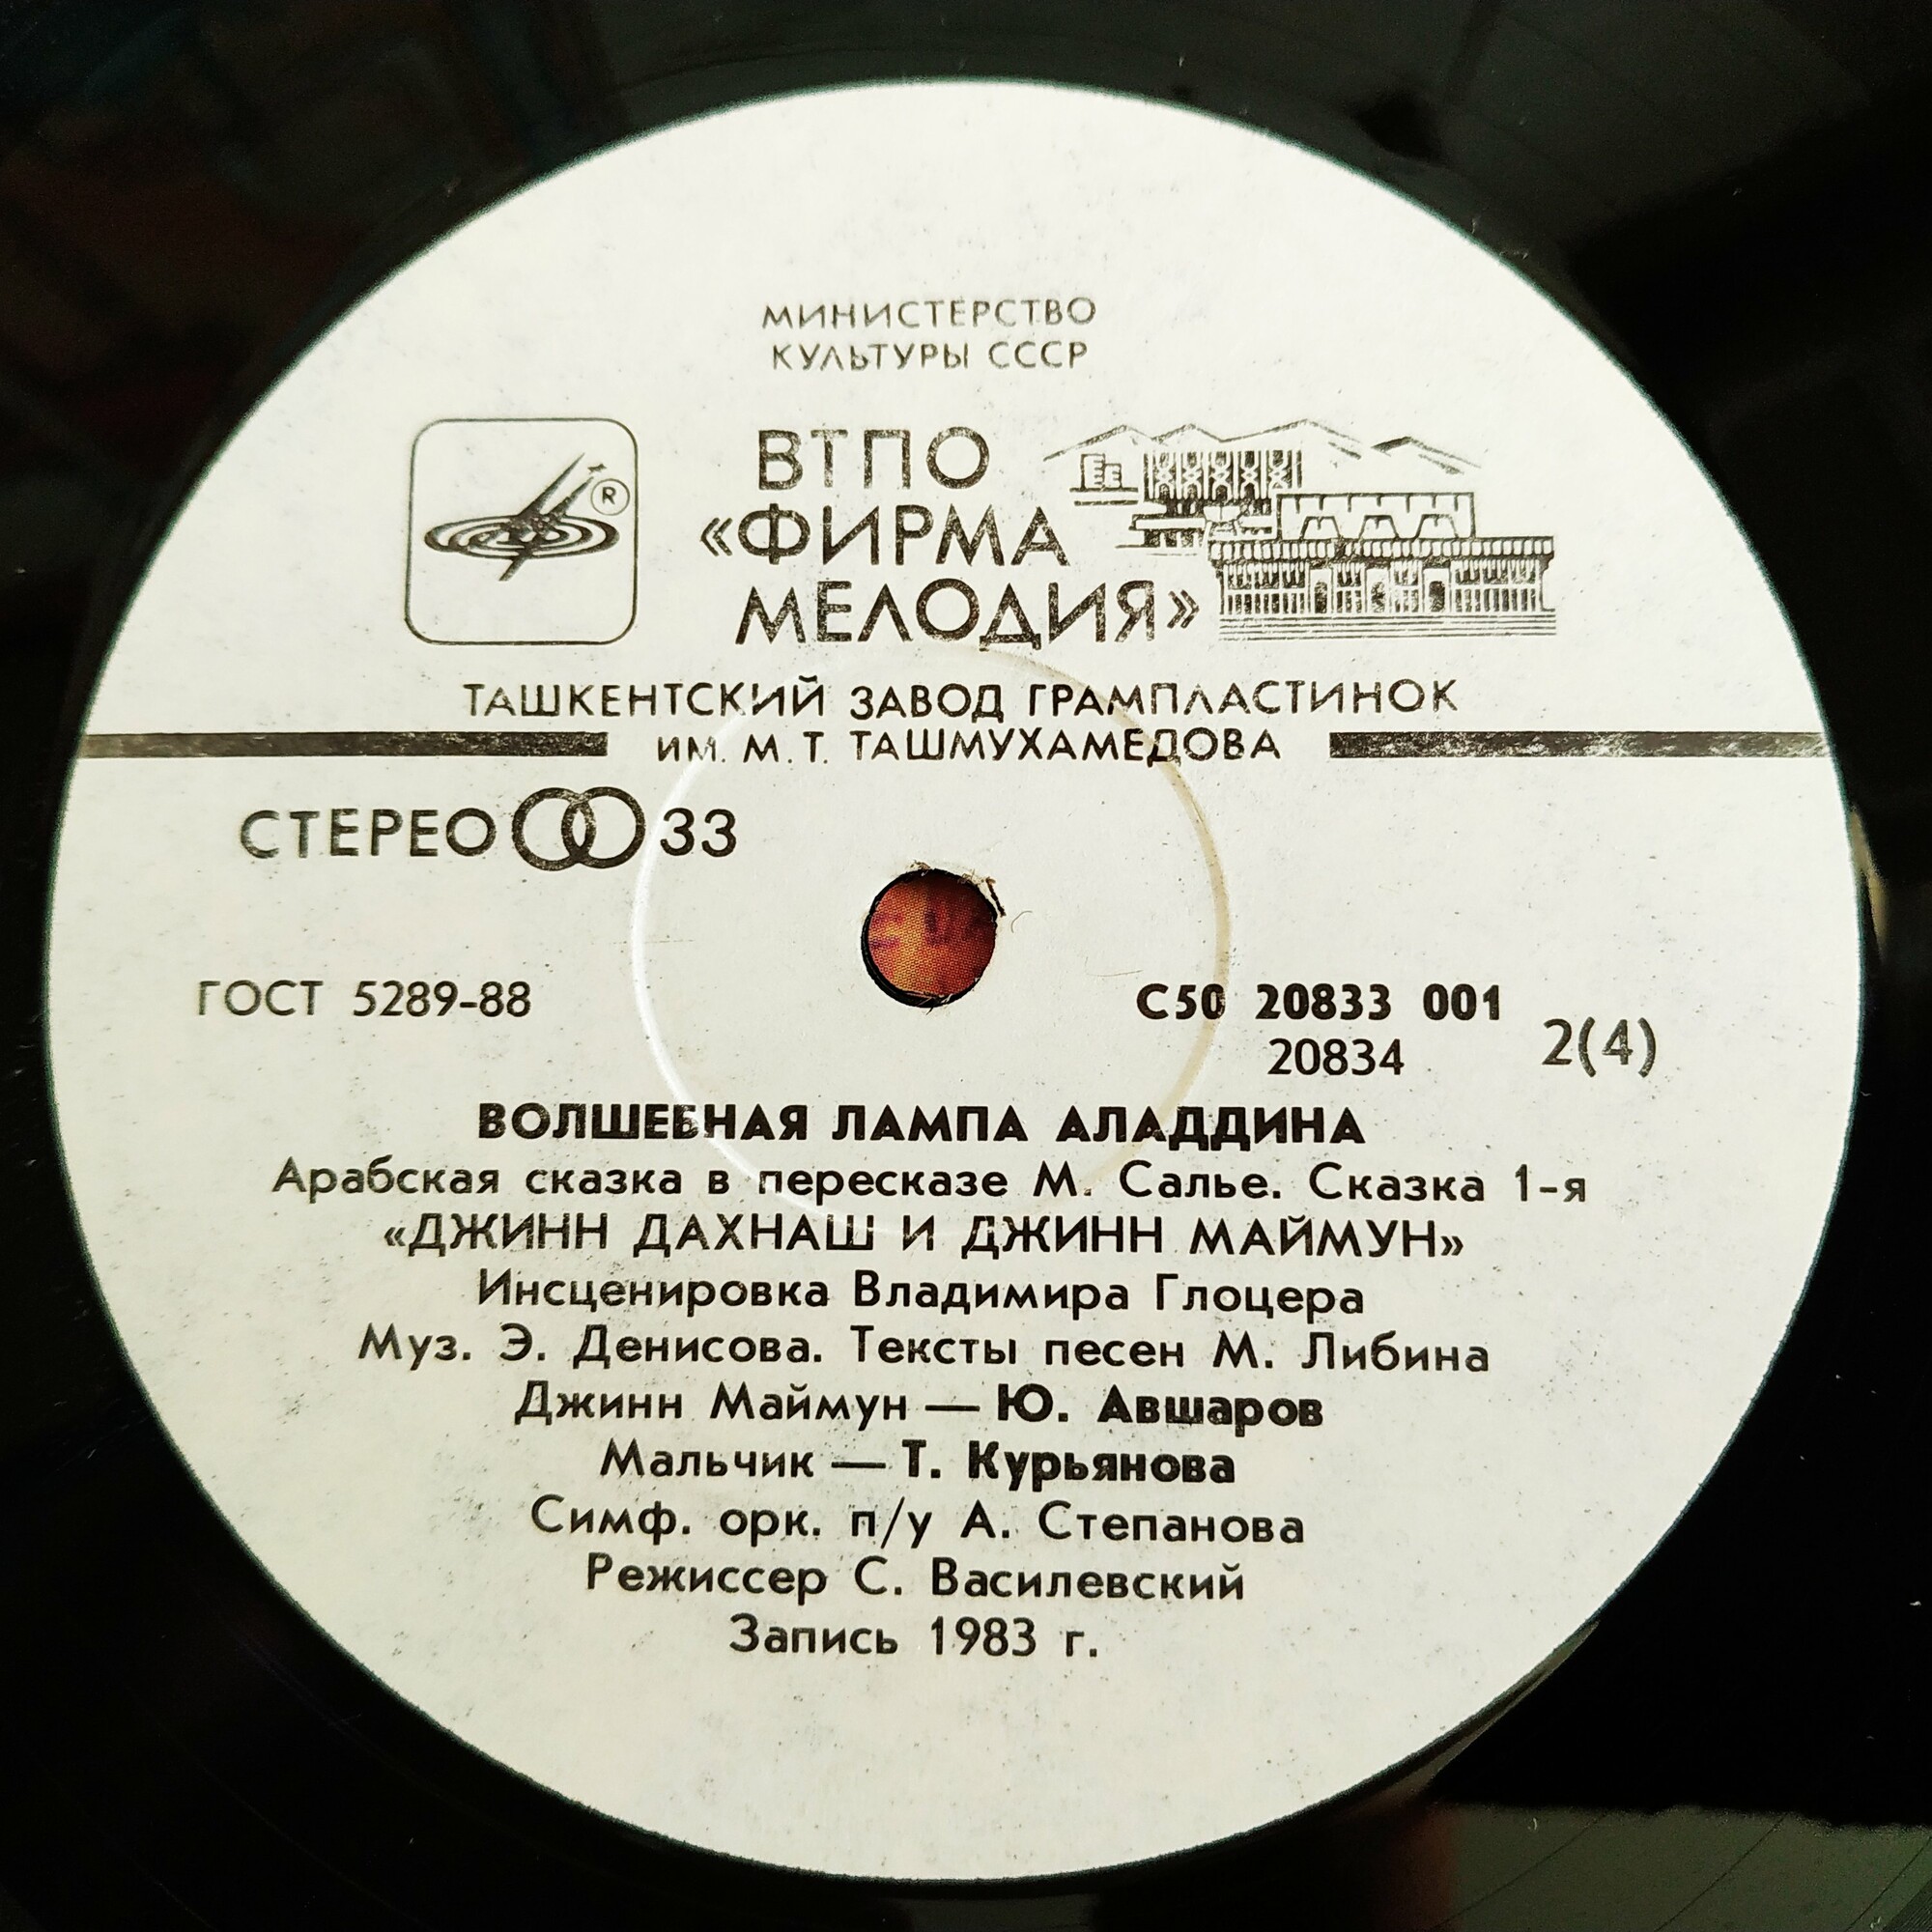 МИНИСТЕРСТВО
КУЛЬТУРЫ СССР
ВТПО
«ФИРМА
МЕЛОДИЯ»
R
ТАШКЕНТСКИЙ ЗАВОД ГРАМПЛАСТИНОК
ИМ. М. Т. ТАШМУХАМЕДОВА
СТЕРЕО 33
ГОСТ 5289-88
С50 20833 001
20834
2(4)
ВОЛШЕБНАЯ ЛАМПА АЛАДДИНА
Арабская сказка в пересказе М. Салье. Сказка 1-я
«ДЖИНН ДАХНАШ И ДЖИНН МАЙМУН»
Инсценировка Владимира Глоцера
Муз. Э. Денисова. Тексты песен М. Либина
Джинн Маймун — Ю. Авшаров
Мальчик — Т. Курьянова
Симф. орк. п/у А. Степанова
Режиссер С. Василевский
Запись 1983 г.